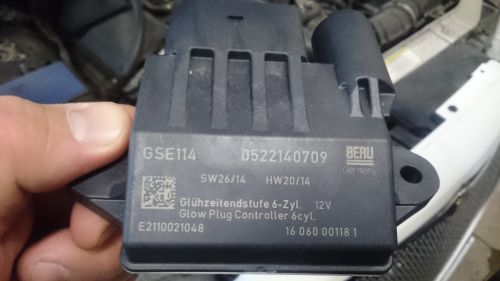 GSE114 0522140709 BERU
Germany
SW26/14 HW20/14
Glühzeitendstufe 6-Zyl. 12V
Glow Plug Controller 6cyl.
E2110021048 16 060 00118 1